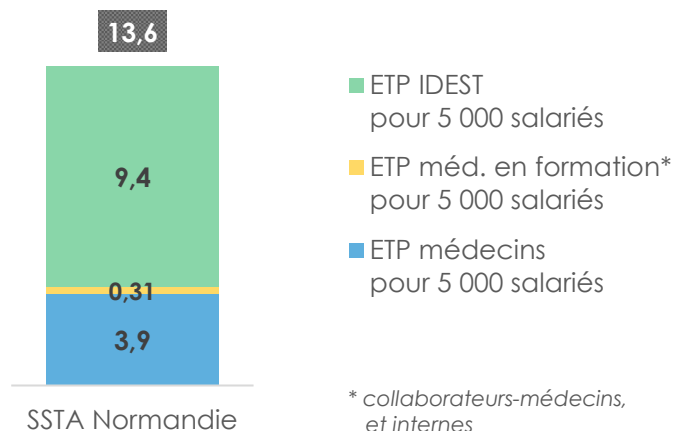 13,6
9,4
0,31
3,9
SSTA Normandie
ETP IDEST
pour 5 000 salariés
ETP méd. en formation*
pour 5 000 salariés
ETP médecins
pour 5 000 salariés
* collaborateurs-médecins,
et internes